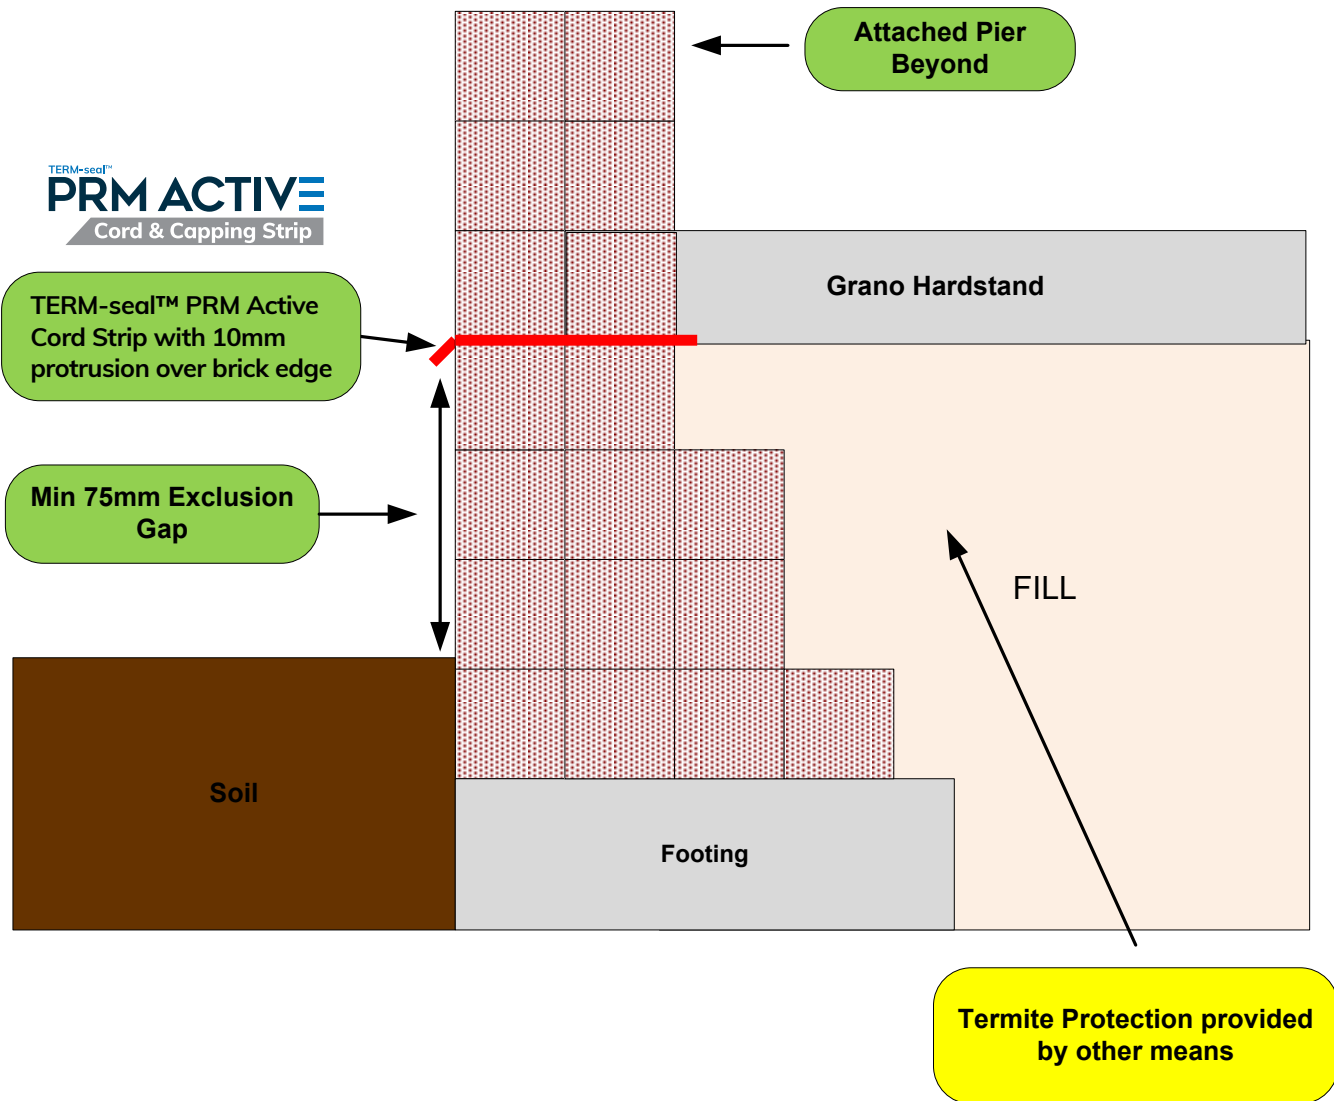 Attached Pier
Beyond
TERM-seal™
PRM ACTIVE
Cord & Capping Strip
Grano Hardstand
TERM-seal™ PRM Active
Cord Strip with 10mm
protrusion over brick edge
Min 75mm Exclusion
Gap
FILL
Soil
Footing
Termite Protection provided
by other means